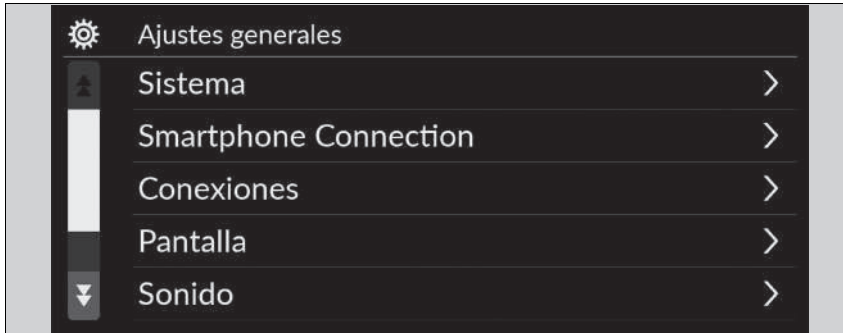 Ajustes generales
Sistema
Smartphone Connection
Conexiones
Pantalla
Sonido